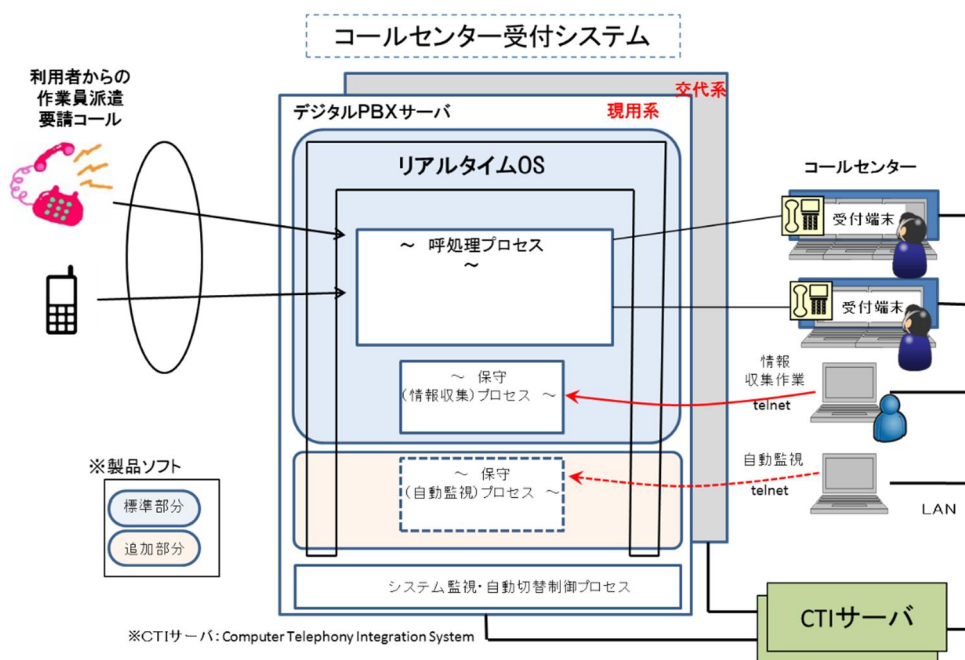 コールセンター受付システム
利用者からの
作業員派遣
要請コール
交代系
デジタルPBXサーバ
現用系
リアルタイムOS
～ 呼処理プロセス
～
～ 保守
(情報収集)プロセス ～
～ 保守
(自動監視)プロセス ～
システム監視・自動切替制御プロセス
コールセンター
受付端末
受付端末
情報
収集作業
telnet
自動監視
telnet
LAN
※製品ソフト
標準部分
追加部分
CTIサーバ
※CTIサーバ：Computer Telephony Integration System